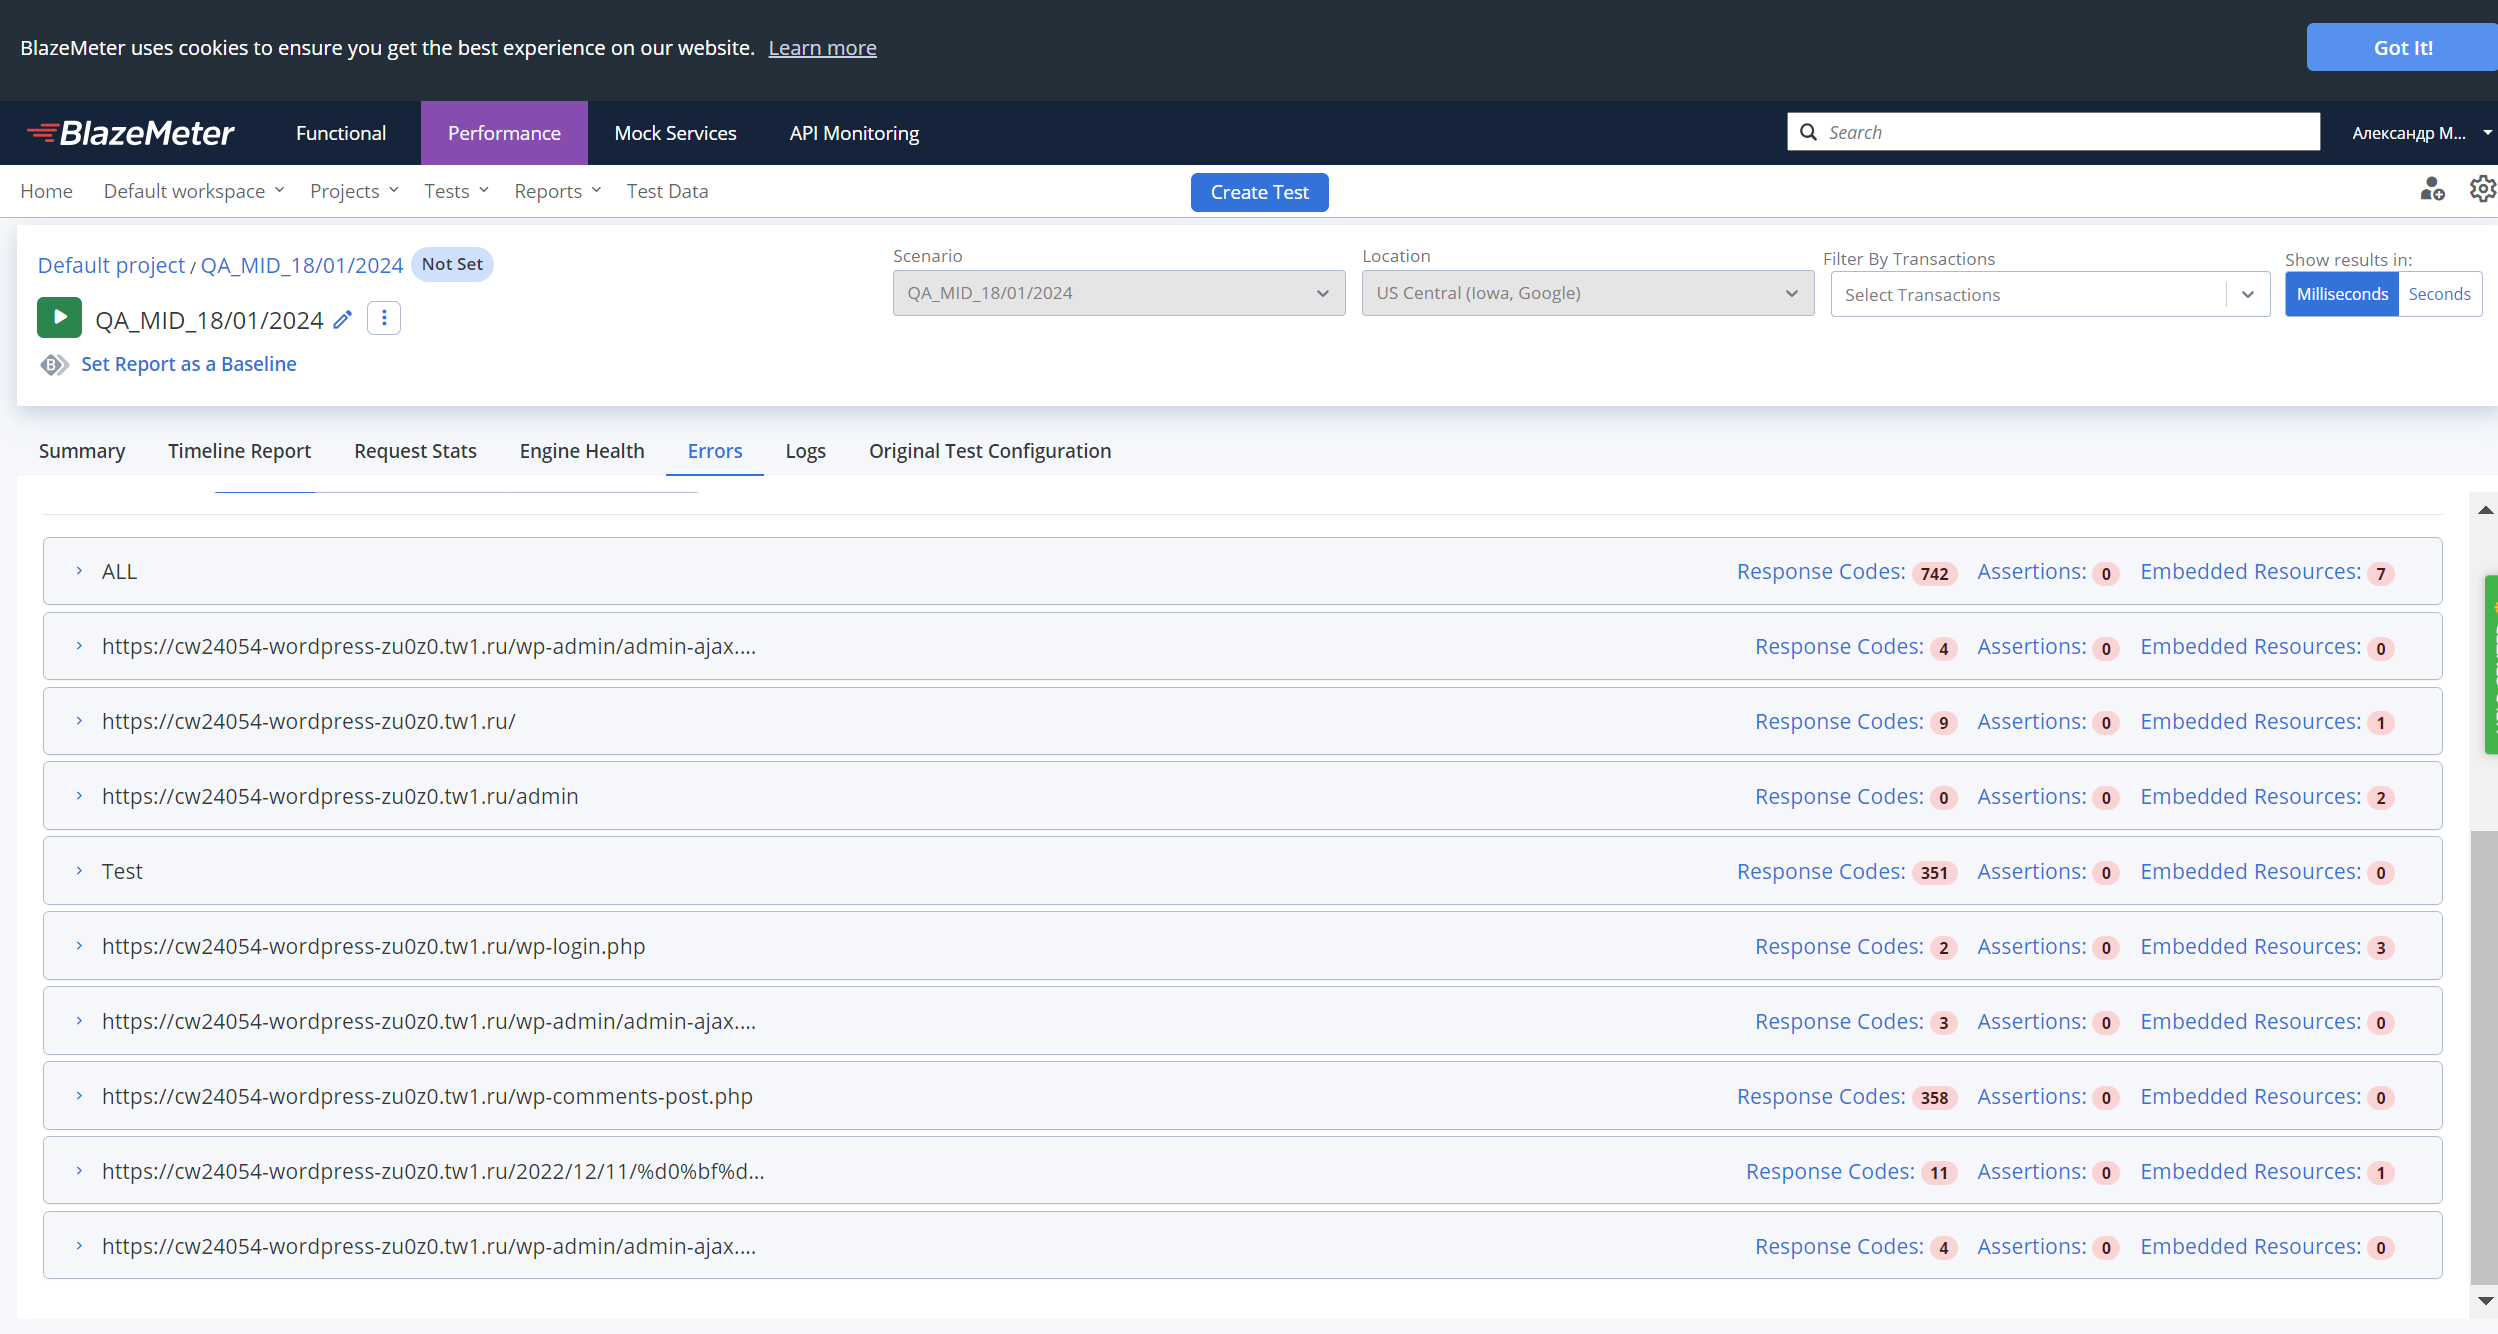 BlazeMeter uses cookies to ensure you get the best experience on our website. Learn more
Got It!
BlazeMeter
Functional
Performance
Mock Services
API Monitoring
Search
Александр М...
Home
Default workspace
Projects
Tests
Reports
Test Data
Create Test
Default project / QA_MID_18/01/2024 Not Set
QA_MID_18/01/2024
B Set Report as a Baseline
Scenario
QA_MID_18/01/2024
Location
US Central (Iowa, Google)
Filter By Transactions
Select Transactions
Show results in:
Milliseconds Seconds
Summary
Timeline Report
Request Stats
Engine Health
Errors
Logs
Original Test Configuration
ALL Response Codes: 742 Assertions: 0 Embedded Resources: 7
https://cw24054-wordpress-zu0z0.tw1.ru/wp-admin/admin-ajax.... Response Codes: 4 Assertions: 0 Embedded Resources: 0
https://cw24054-wordpress-zu0z0.tw1.ru/ Response Codes: 9 Assertions: 0 Embedded Resources: 1
https://cw24054-wordpress-zu0z0.tw1.ru/admin Response Codes: 0 Assertions: 0 Embedded Resources: 2
Test Response Codes: 351 Assertions: 0 Embedded Resources: 0
https://cw24054-wordpress-zu0z0.tw1.ru/wp-login.php Response Codes: 2 Assertions: 0 Embedded Resources: 3
https://cw24054-wordpress-zu0z0.tw1.ru/wp-admin/admin-ajax.... Response Codes: 3 Assertions: 0 Embedded Resources: 0
https://cw24054-wordpress-zu0z0.tw1.ru/wp-comments-post.php Response Codes: 358 Assertions: 0 Embedded Resources: 0
https://cw24054-wordpress-zu0z0.tw1.ru/2022/12/11/%d0%bf%d... Response Codes: 11 Assertions: 0 Embedded Resources: 1
https://cw24054-wordpress-zu0z0.tw1.ru/wp-admin/admin-ajax.... Response Codes: 4 Assertions: 0 Embedded Resources: 0